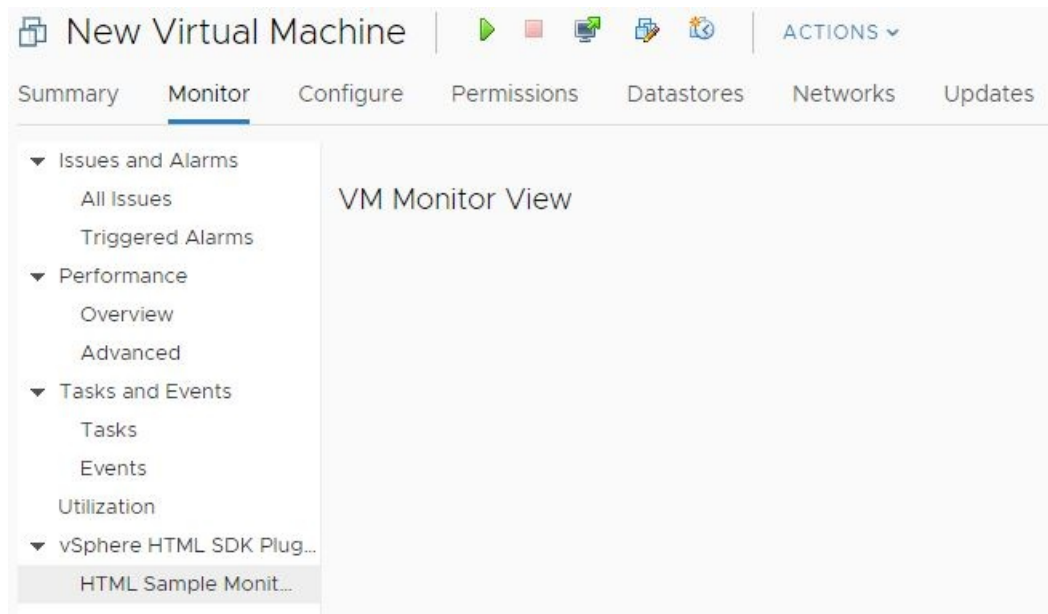 New Virtual Machine ACTIONS
Summary Monitor Configure Permissions Datastores Networks Updates
Issues and Alarms
All Issues
Triggered Alarms
Performance
Overview
Advanced
Tasks and Events
Tasks
Events
Utilization
vSphere HTML SDK Plug...
HTML Sample Monit...
VM Monitor View